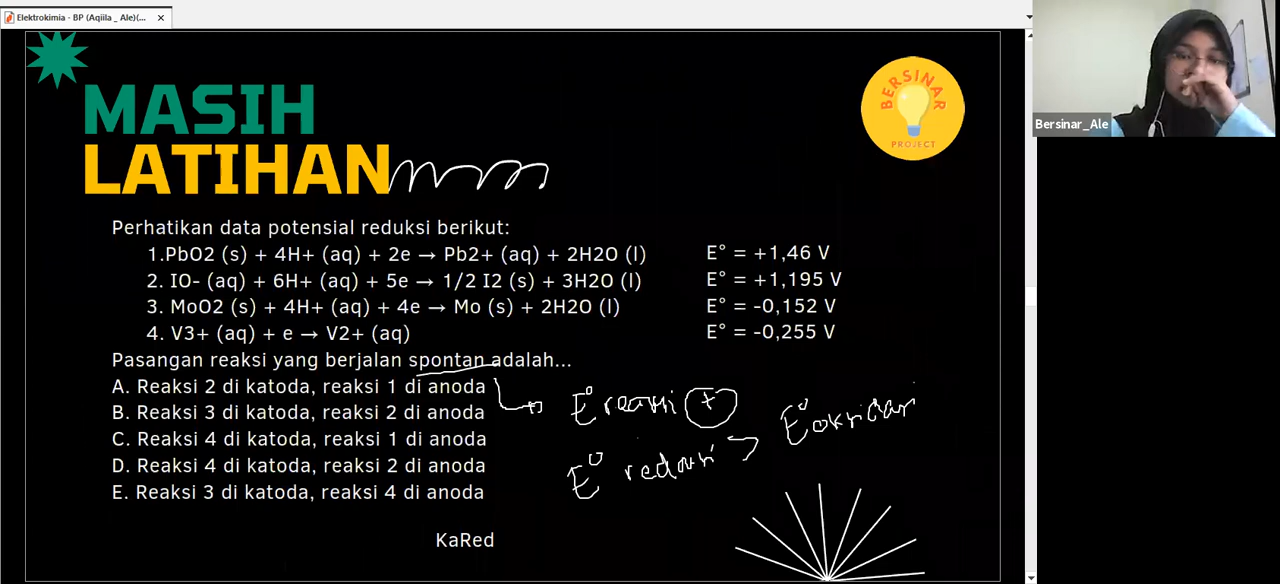 Elektrokimia - BP (Aqiila _ Ale)(...
MASIH
LATIHAN
BERSINAR
PROJECT
Bersinar_Ale
Perhatikan data potensial reduksi berikut:
1.PbO2 (s) + 4H+ (aq) + 2e → Pb2+ (aq) + 2H2O (l) E° = +1,46 V
2. IO- (aq) + 6H+ (aq) + 5e → 1/2 I2 (s) + 3H2O (l) E° = +1,195 V
3. MoO2 (s) + 4H+ (aq) + 4e → Mo (s) + 2H2O (l) E° = -0,152 V
4. V3+ (aq) + e → V2+ (aq) E° = -0,255 V
Pasangan reaksi yang berjalan spontan adalah...
A. Reaksi 2 di katoda, reaksi 1 di anoda
B. Reaksi 3 di katoda, reaksi 2 di anoda
C. Reaksi 4 di katoda, reaksi 1 di anoda
D. Reaksi 4 di katoda, reaksi 2 di anoda
E. Reaksi 3 di katoda, reaksi 4 di anoda
E° reaksi +
E° reduksi > E° oksidasi
KaRed